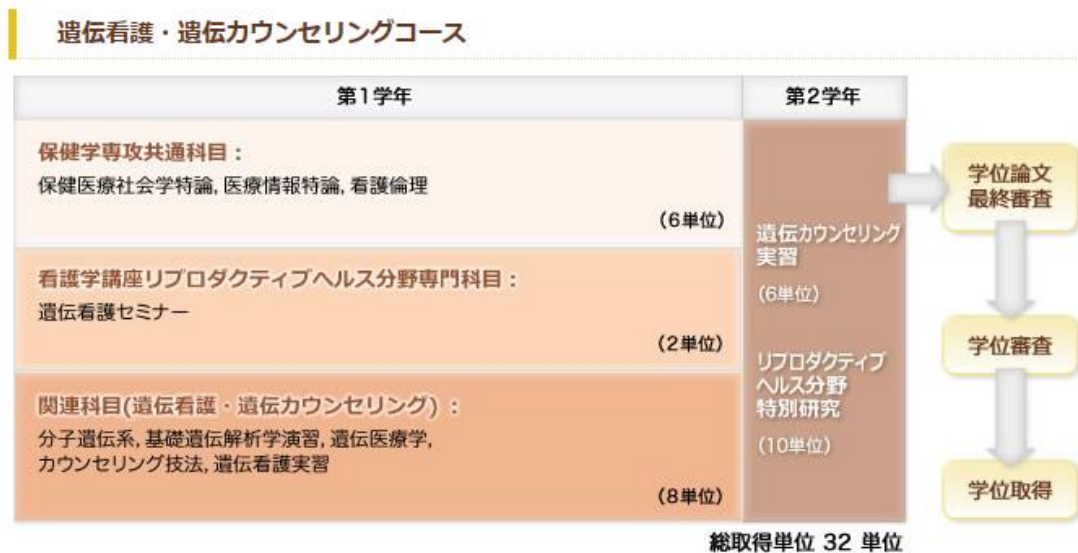 遺伝看護・遺伝カウンセリングコース
第1学年
第2学年
保健学専攻共通科目：
保健医療社会学特論, 医療情報特論, 看護倫理
（6単位）
看護学講座リプロダクティブヘルス分野専門科目：
遺伝看護セミナー
（2単位）
関連科目(遺伝看護・遺伝カウンセリング)：
分子遺伝系, 基礎遺伝解析学演習, 遺伝医療学,
カウンセリング技法, 遺伝看護実習
（8単位）
遺伝カウンセリング
実習
（6単位）
リプロダクティブ
ヘルス分野
特別研究
（10単位）
学位論文
最終審査
学位審査
学位取得
総取得単位 32 単位